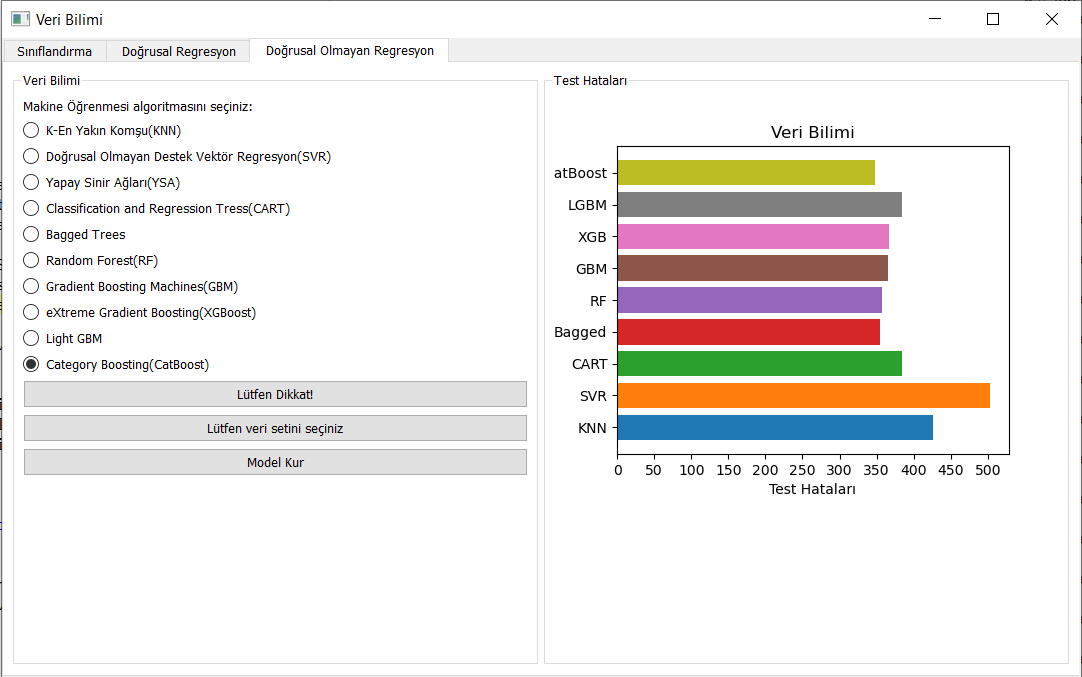 Veri Bilimi
Sınıflandırma
Doğrusal Regresyon
Doğrusal Olmayan Regresyon
Veri Bilimi
Makine Öğrenmesi algoritmasını seçiniz:
K-En Yakın Komşu(KNN)
Doğrusal Olmayan Destek Vektör Regresyon(SVR)
Yapay Sinir Ağları(YSA)
Classification and Regression Tress(CART)
Bagged Trees
Random Forest(RF)
Gradient Boosting Machines(GBM)
eXtreme Gradient Boosting(XGBoost)
Light GBM
Category Boosting(CatBoost)
Lütfen Dikkat!
Lütfen veri setini seçiniz
Model Kur
Test Hataları
Veri Bilimi
atBoost
LGBM
XGB
GBM
RF
Bagged
CART
SVR
KNN
0 50 100 150 200 250 300 350 400 450 500
Test Hataları